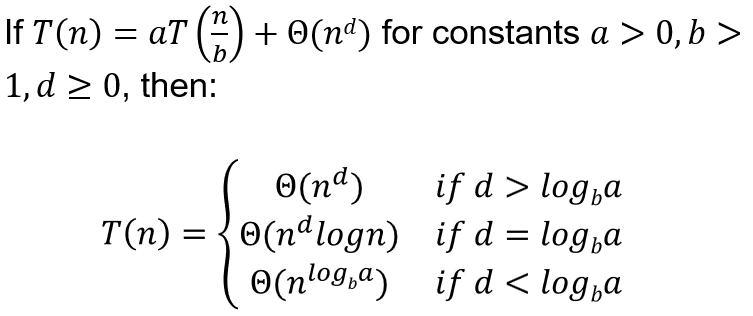 If T(n) = aT(n/b) + Θ(n^d) for constants a > 0, b >
1, d ≥ 0, then:
T(n) = { Θ(n^d) if d > log_b a
Θ(n^d logn) if d = log_b a
Θ(n^(log_b a)) if d < log_b a